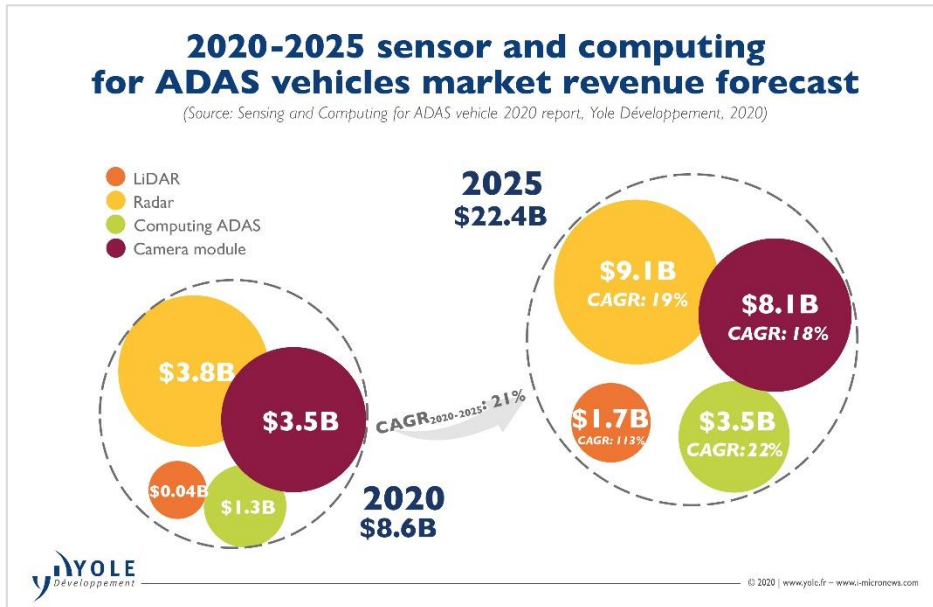 2020-2025 sensor and computing
for ADAS vehicles market revenue forecast
(Source: Sensing and Computing for ADAS vehicle 2020 report, Yole Développement, 2020)
LiDAR
Radar
Computing ADAS
Camera module
2025
$22.4B
$9.1B
CAGR: 19%
$8.1B
CAGR: 18%
$1.7B
CAGR: 113%
$3.5B
CAGR: 22%
$3.8B
$3.5B
$0.04B
$1.3B
CAGR2020-2025: 21%
2020
$8.6B
YOLE
Développement
© 2020 | www.yole.fr – www.i-micronews.com